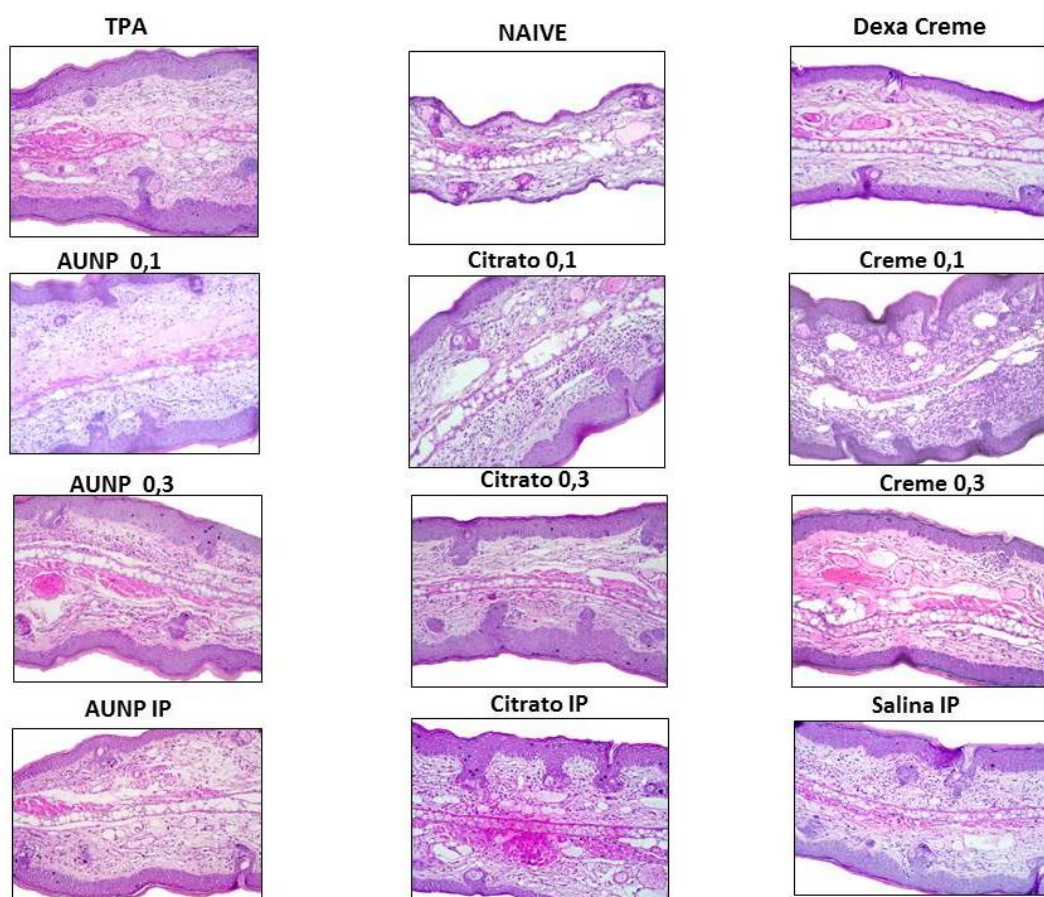 TPA
NAIVE
Dexa Creme
AUNP 0,1
Citrato 0,1
Creme 0,1
AUNP 0,3
Citrato 0,3
Creme 0,3
AUNP IP
Citrato IP
Salina IP